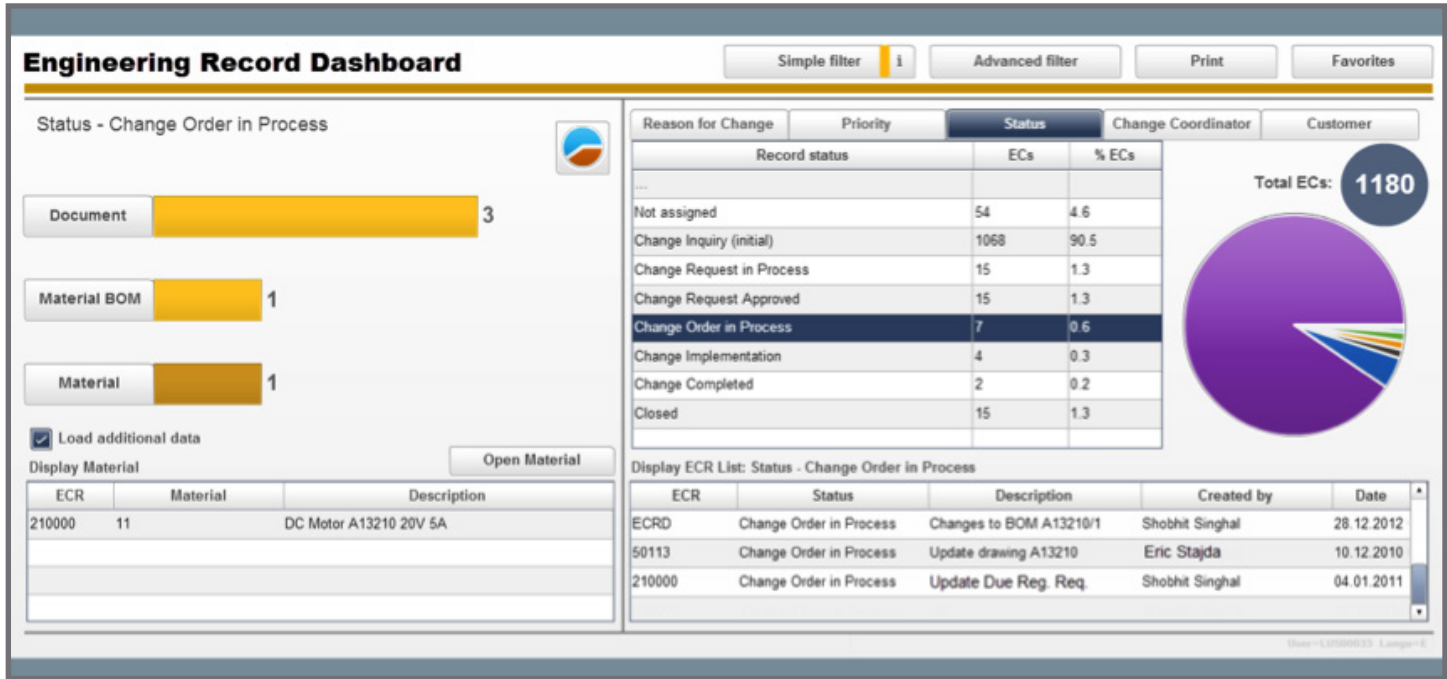 Engineering Record Dashboard
Simple filter i Advanced filter Print Favorites
Status - Change Order in Process
Document 3
Material BOM 1
Material 1
Load additional data
Display Material Open Material
ECR Material Description
210000 11 DC Motor A13210 20V 5A
Reason for Change Priority Status Change Coordinator Customer
Record status ECs % ECs
...
Not assigned 54 4.6
Change Inquiry (initial) 1068 90.5
Change Request in Process 15 1.3
Change Request Approved 15 1.3
Change Order in Process 7 0.6
Change Implementation 4 0.3
Change Completed 2 0.2
Closed 15 1.3
Total ECs: 1180
Display ECR List: Status - Change Order in Process
ECR Status Description Created by Date
ECRD Change Order in Process Changes to BOM A13210/1 Shobhit Singhal 28.12.2012
50113 Change Order in Process Update drawing A13210 Eric Stajda 10.12.2010
210000 Change Order in Process Update Due Reg. Req. Shobhit Singhal 04.01.2011